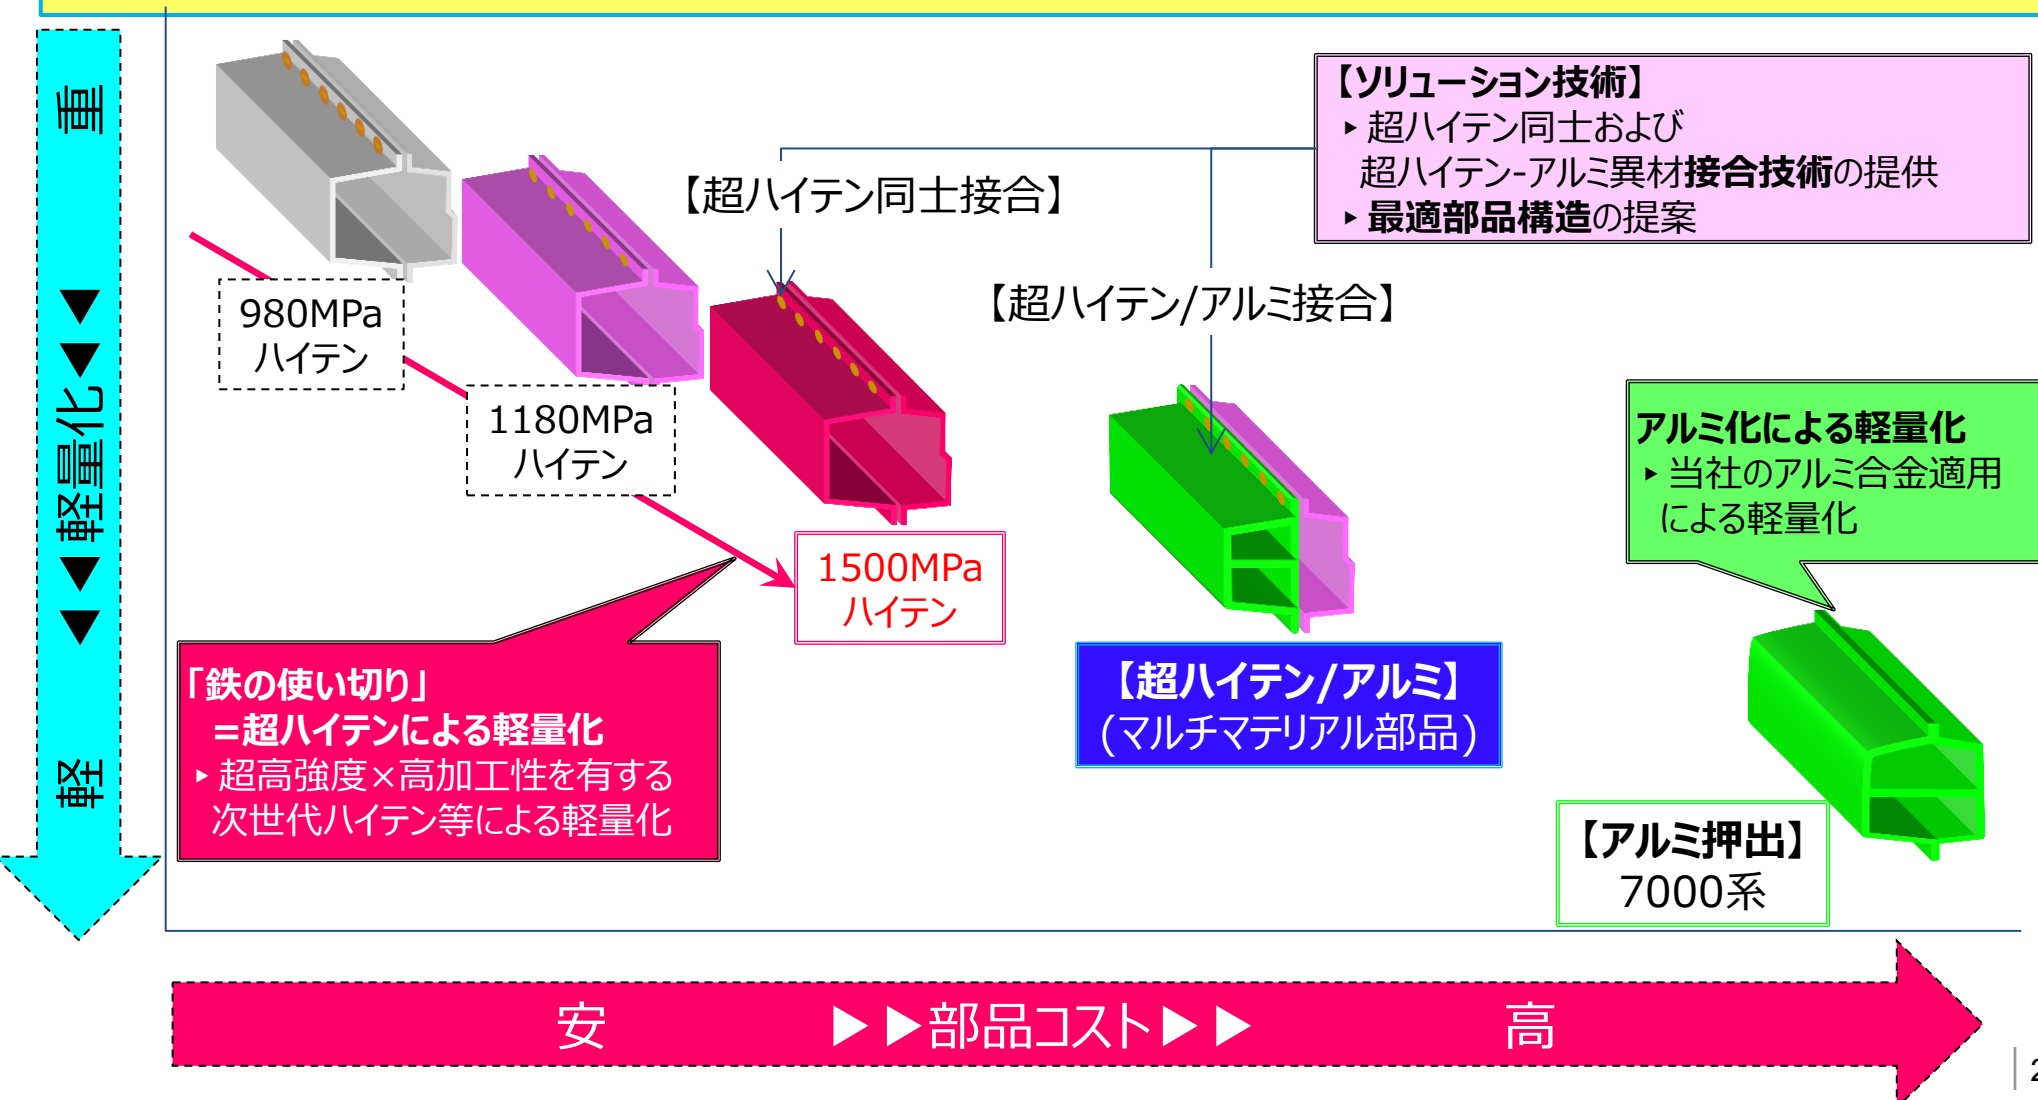 重
▼▼軽量化▼▼
軽
【ソリューション技術】
▸ 超ハイテン同士および
超ハイテン-アルミ異材接合技術の提供
▸ 最適部品構造の提案
【超ハイテン同士接合】
【超ハイテン/アルミ接合】
980MPa
ハイテン
1180MPa
ハイテン
1500MPa
ハイテン
アルミ化による軽量化
▸ 当社のアルミ合金適用
による軽量化
「鉄の使い切り」
=超ハイテンによる軽量化
▸ 超高強度×高加工性を有する
次世代ハイテン等による軽量化
【超ハイテン/アルミ】
(マルチマテリアル部品)
【アルミ押出】
7000系
安 ▶▶部品コスト▶▶ 高